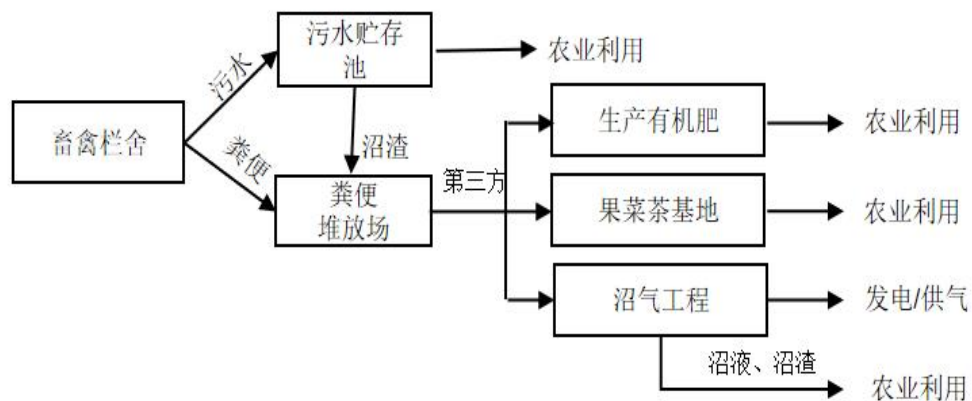 污水贮存
池
农业利用
污水
畜禽栏舍
粪便
沼渣
粪便
堆放场
第三方
生产有机肥
农业利用
果菜茶基地
农业利用
沼气工程
发电/供气
沼液、沼渣
农业利用